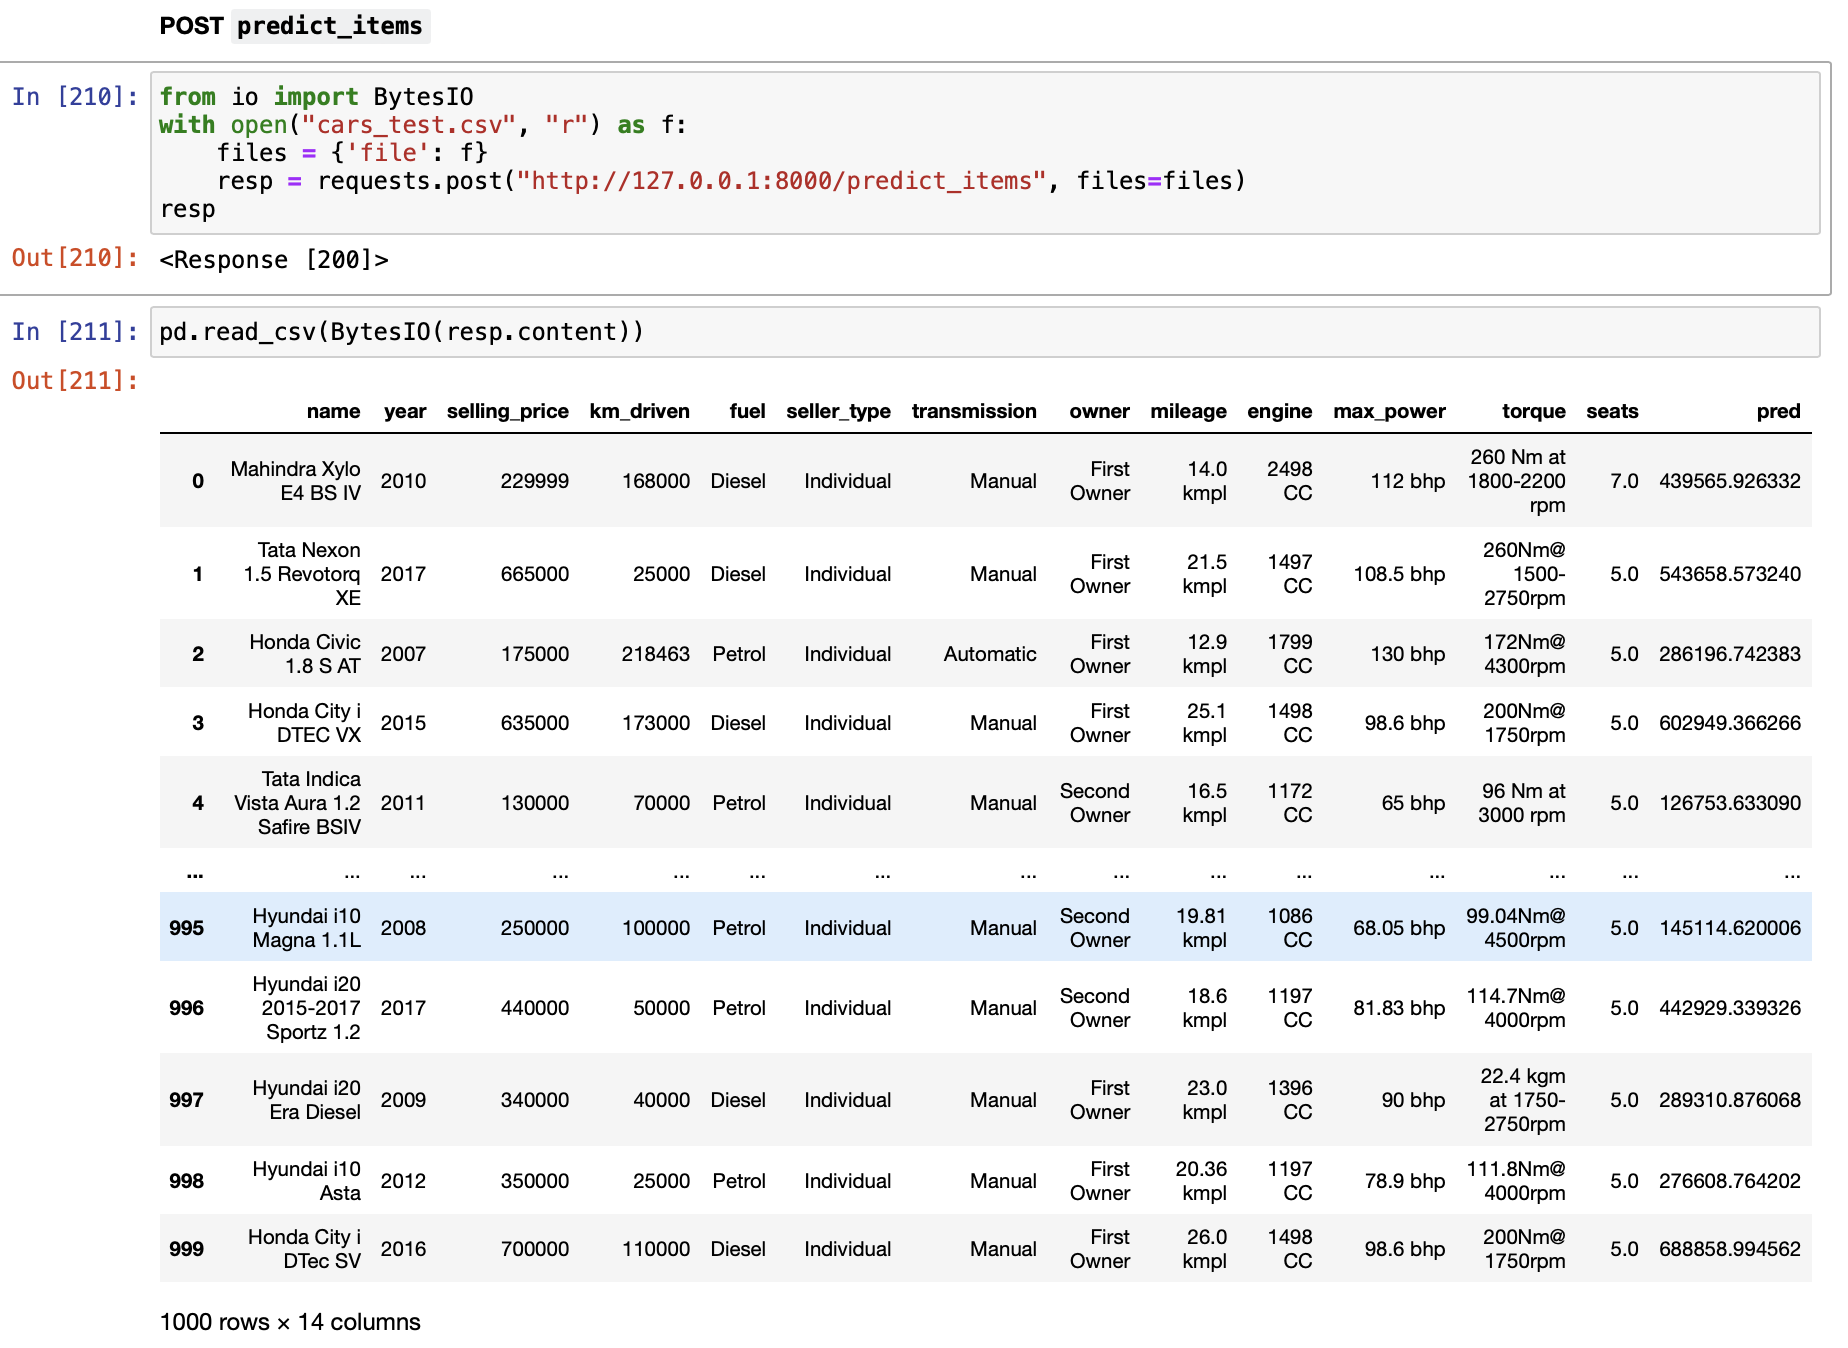 POST predict_items
In [210]: from io import BytesIO
with open("cars_test.csv", "r") as f:
    files = {'file': f}
    resp = requests.post("http://127.0.0.1:8000/predict_items", files=files)
resp
Out[210]: <Response [200]>
In [211]: pd.read_csv(BytesIO(resp.content))
Out[211]:
name year selling_price km_driven fuel seller_type transmission owner mileage engine max_power torque seats pred
0 Mahindra Xylo E4 BS IV 2010 229999 168000 Diesel Individual Manual First Owner 14.0 kmpl 2498 CC 112 bhp 260 Nm at 1800-2200 rpm 7.0 439565.926332
1 Tata Nexon 1.5 Revotorq XE 2017 665000 25000 Diesel Individual Manual First Owner 21.5 kmpl 1497 CC 108.5 bhp 260Nm@ 1500-2750rpm 5.0 543658.573240
2 Honda Civic 1.8 S AT 2007 175000 218463 Petrol Individual Automatic First Owner 12.9 kmpl 1799 CC 130 bhp 172Nm@ 4300rpm 5.0 286196.742383
3 Honda City i DTEC VX 2015 635000 173000 Diesel Individual Manual First Owner 25.1 kmpl 1498 CC 98.6 bhp 200Nm@ 1750rpm 5.0 602949.366266
4 Tata Indica Vista Aura 1.2 Safire BSIV 2011 130000 70000 Petrol Individual Manual Second Owner 16.5 kmpl 1172 CC 65 bhp 96 Nm at 3000 rpm 5.0 126753.633090
... ... ... ... ... ... ... ... ... ... ... ... ... ... ...
995 Hyundai i10 Magna 1.1L 2008 250000 100000 Petrol Individual Manual Second Owner 19.81 kmpl 1086 CC 68.05 bhp 99.04Nm@ 4500rpm 5.0 145114.620006
996 Hyundai i20 2015-2017 Sportz 1.2 2017 440000 50000 Petrol Individual Manual Second Owner 18.6 kmpl 1197 CC 81.83 bhp 114.7Nm@ 4000rpm 5.0 442929.339326
997 Hyundai i20 Era Diesel 2009 340000 40000 Diesel Individual Manual First Owner 23.0 kmpl 1396 CC 90 bhp 22.4 kgm at 1750-2750rpm 5.0 289310.876068
998 Hyundai i10 Asta 2012 350000 25000 Petrol Individual Manual First Owner 20.36 kmpl 1197 CC 78.9 bhp 111.8Nm@ 4000rpm 5.0 276608.764202
999 Honda City i DTec SV 2016 700000 110000 Diesel Individual Manual First Owner 26.0 kmpl 1498 CC 98.6 bhp 200Nm@ 1750rpm 5.0 688858.994562
1000 rows × 14 columns